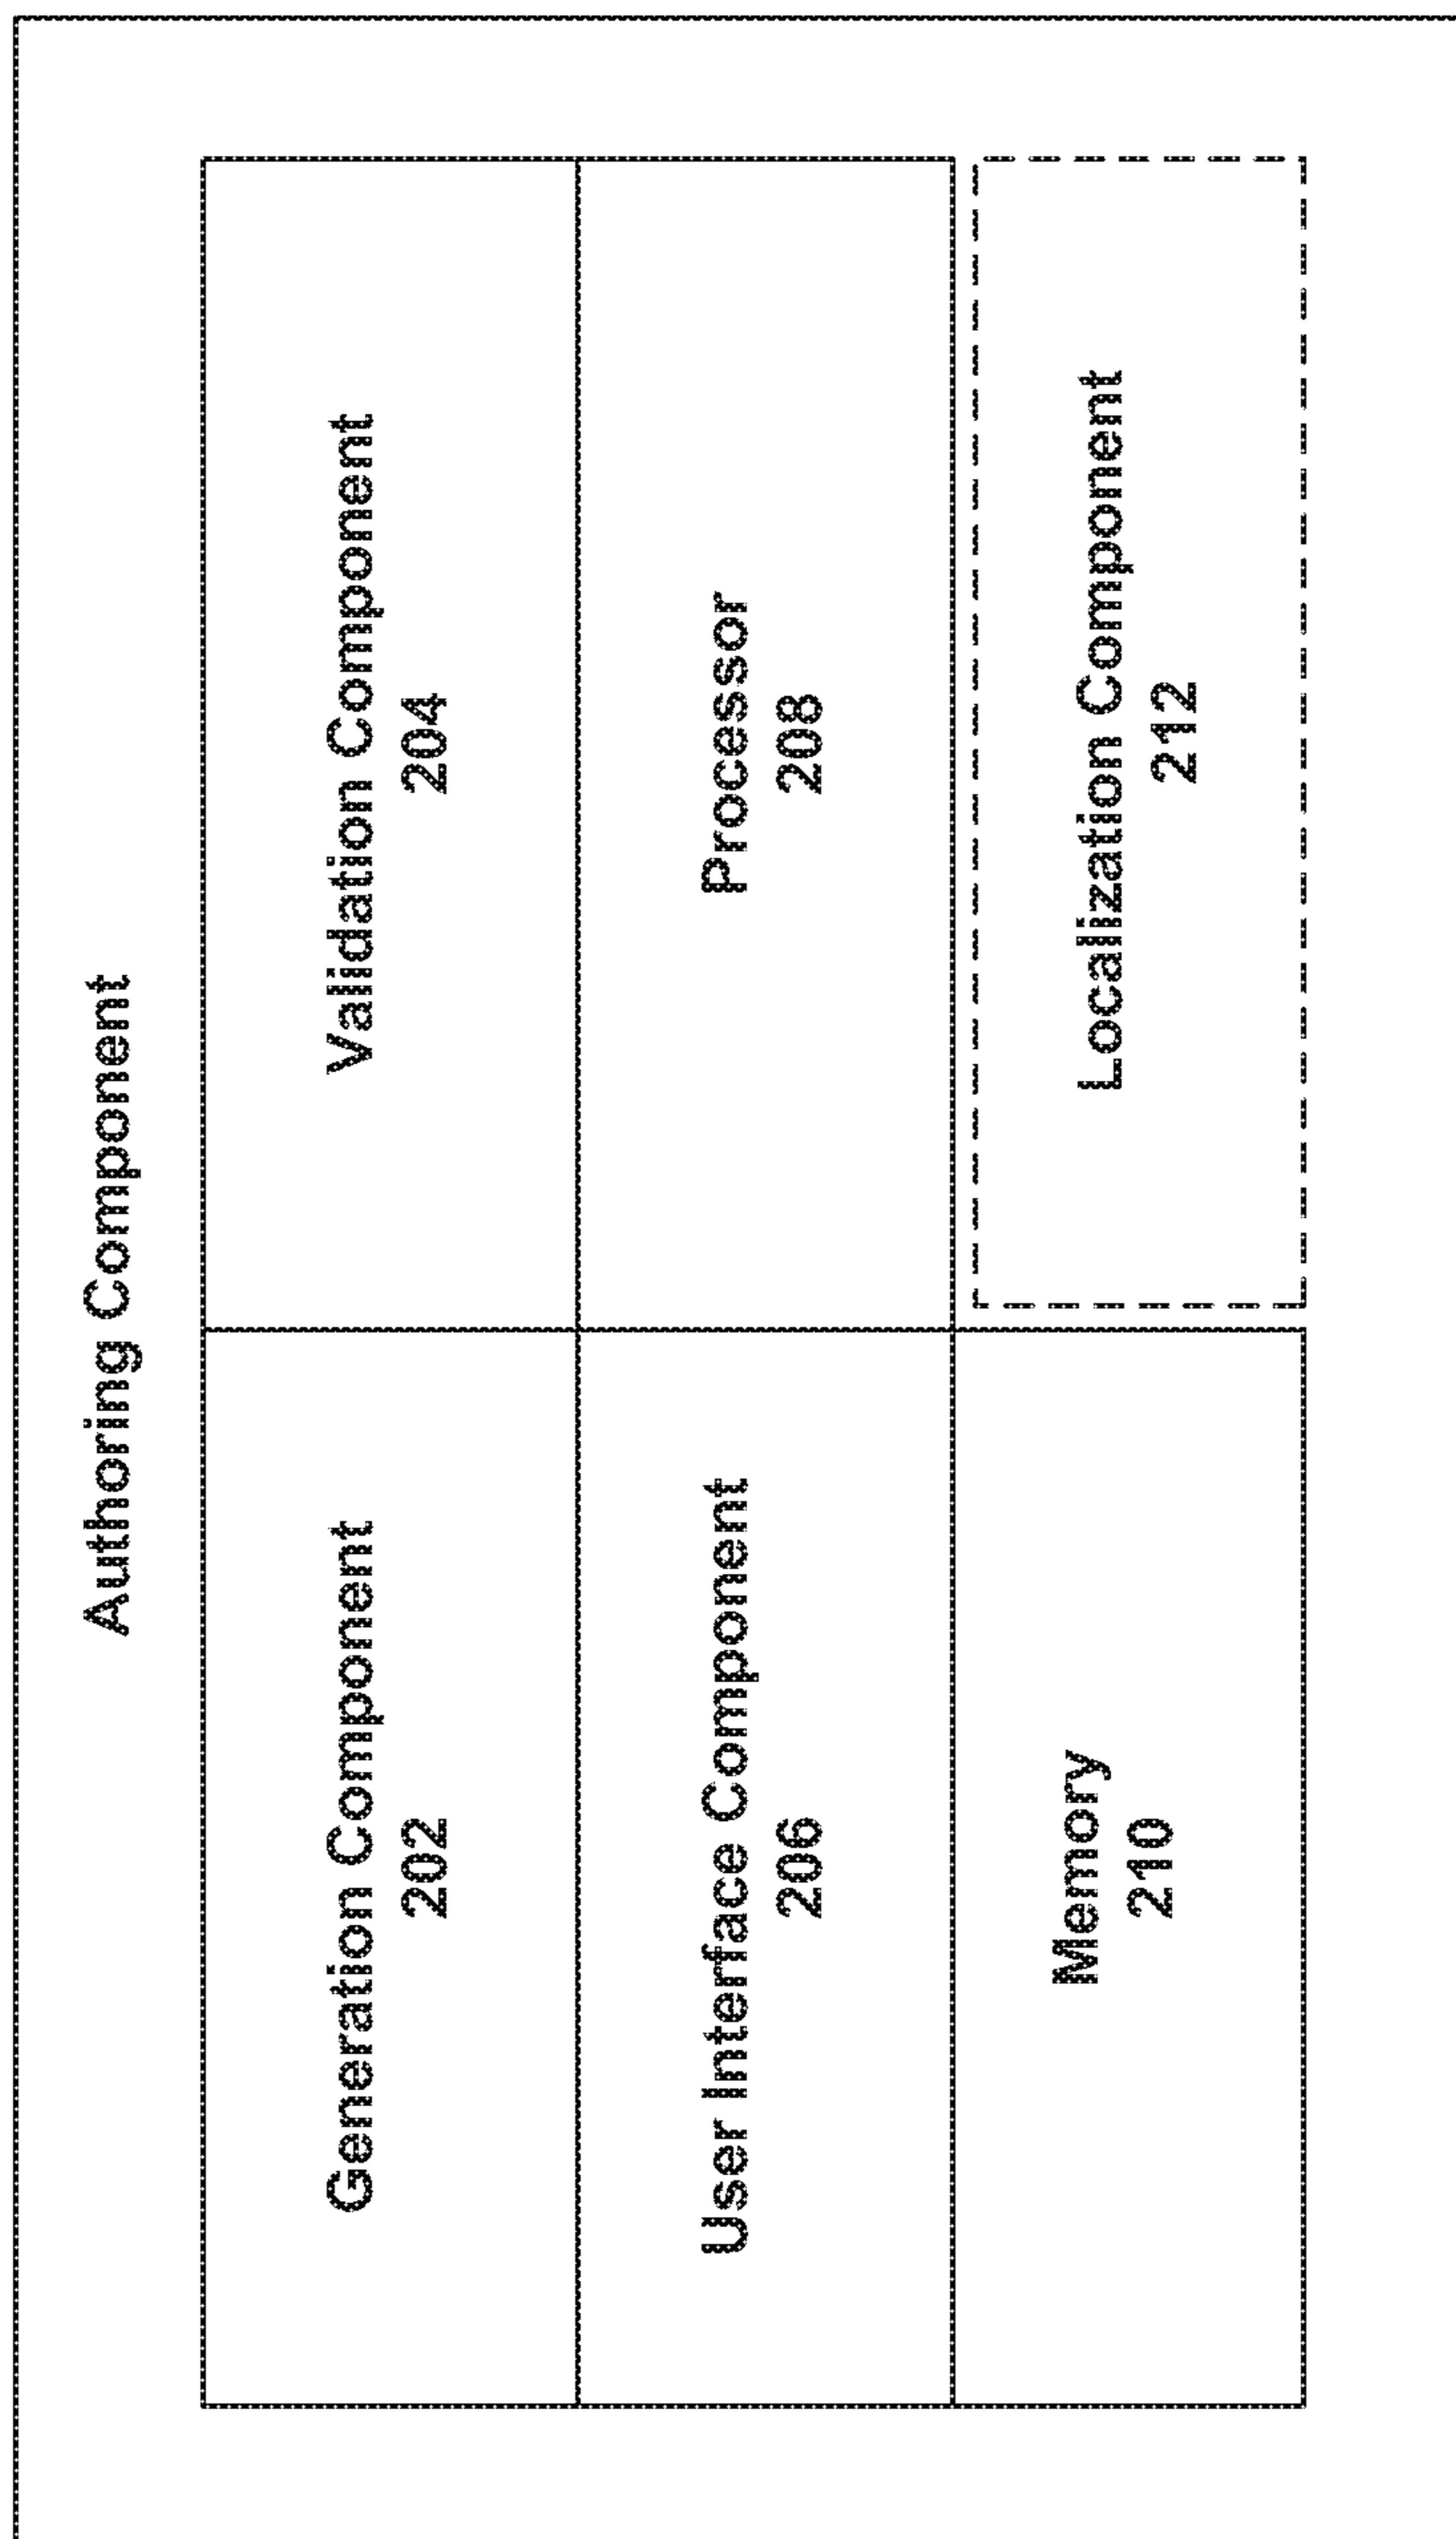 Authoring Component
Generation Component
202
Validation Component
204
User Interface Component
206
Processor
208
Memory
210
Localization Component
212